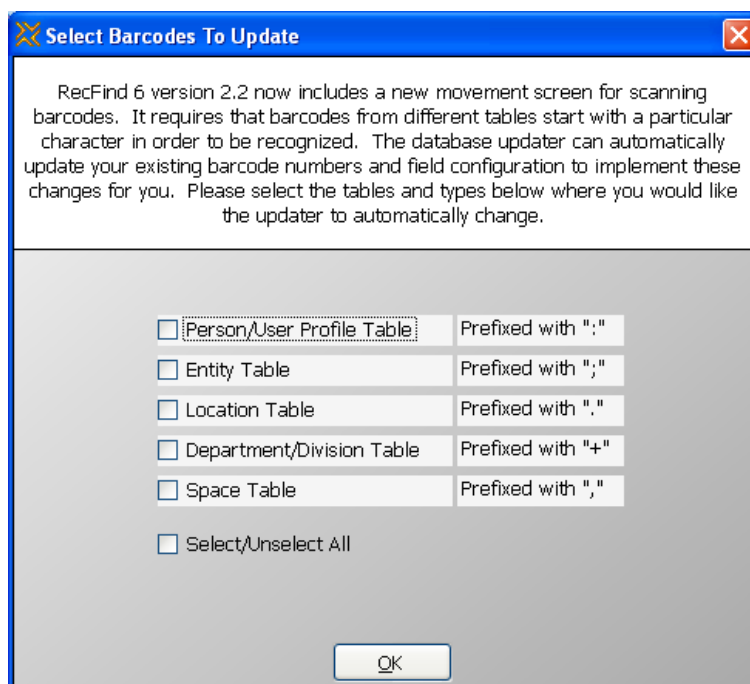 Select Barcodes To Update
RecFind 6 version 2.2 now includes a new movement screen for scanning
barcodes. It requires that barcodes from different tables start with a particular
character in order to be recognized. The database updater can automatically
update your existing barcode numbers and field configuration to implement these
changes for you. Please select the tables and types below where you would like
the updater to automatically change.
Person/User Profile Table Prefixed with ":"
Entity Table Prefixed with ";"
Location Table Prefixed with "."
Department/Division Table Prefixed with "+"
Space Table Prefixed with ","
Select/Unselect All
OK